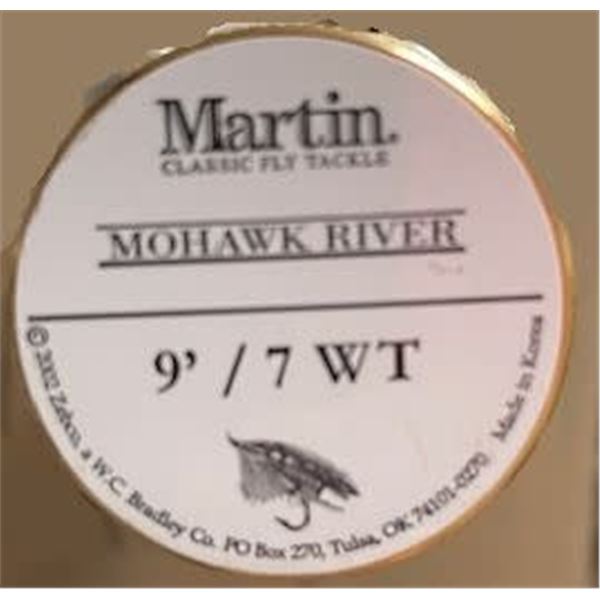 Martin.
CLASSIC FLY TACKLE
MOHAWK RIVER
9' / 7 WT
© 2002 Zebco, a W.C. Bradley Co. PO Box 270, Tulsa, OK 74101-0270 Made in Korea